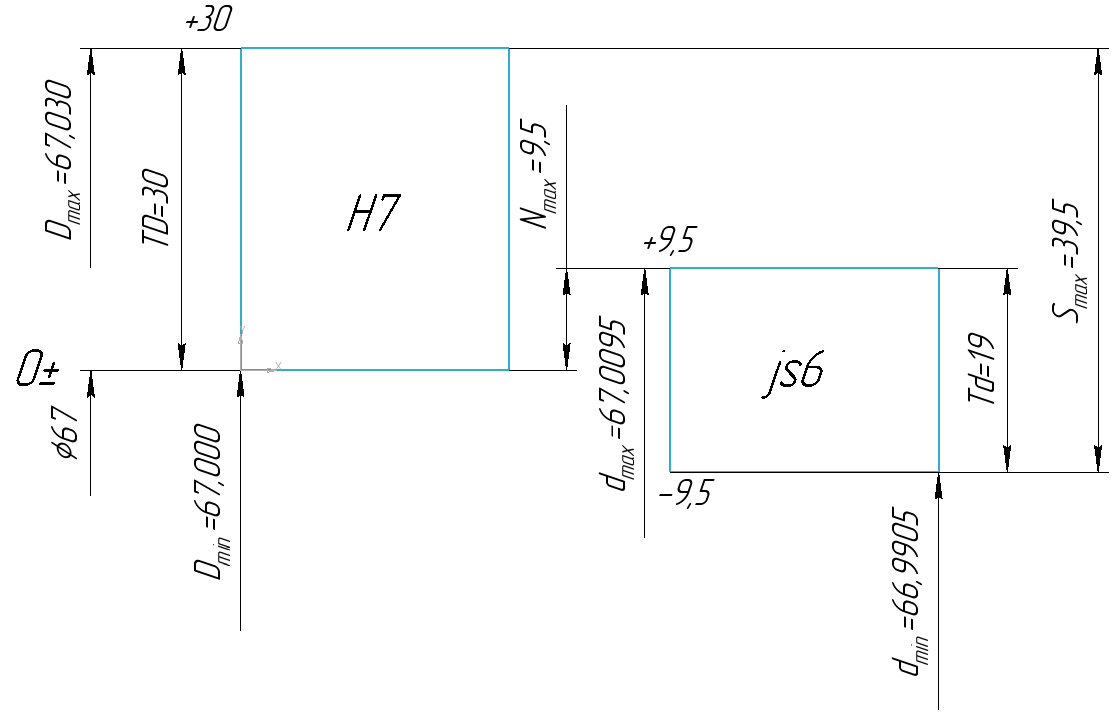 +30
Dmax=67,030
TD=30
H7
Nmax=9,5
+9,5
Smax=39,5
0±
ϕ67
Dmin=67,000
dmax=67,0095
js6
Td=19
-9,5
dmin=66,9905
Y
X